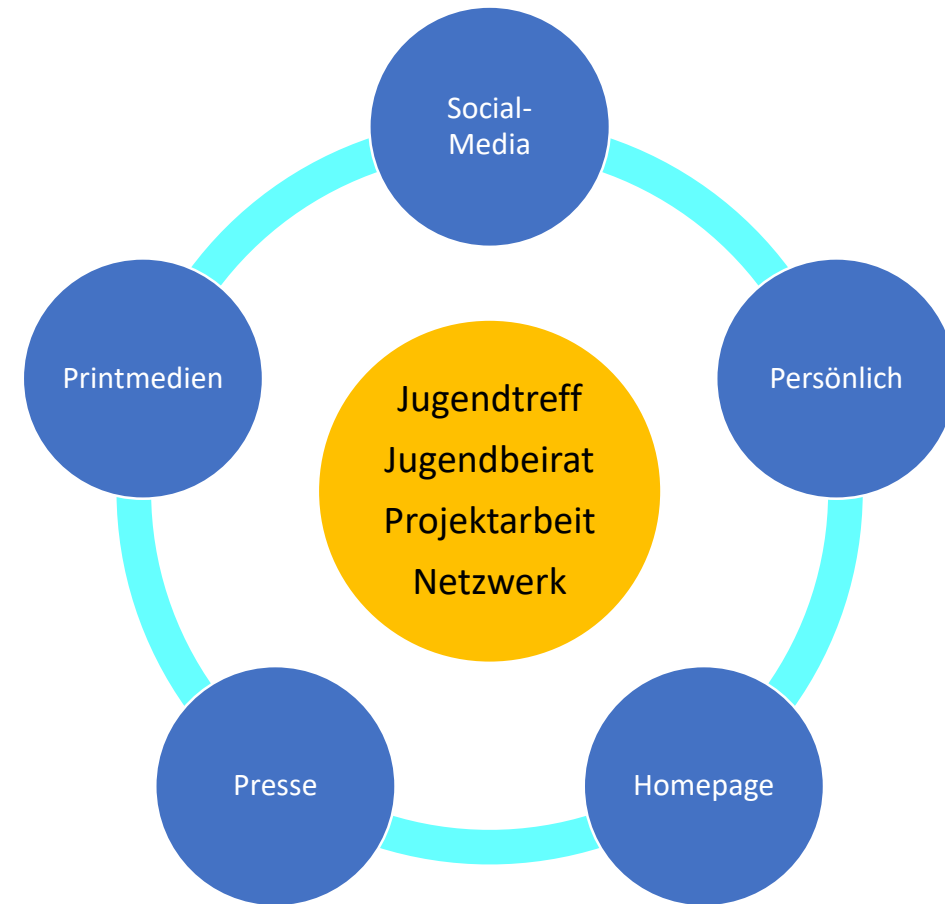 Social-
Media
Printmedien
Persönlich
Jugendtreff
Jugendbeirat
Projektarbeit
Netzwerk
Presse
Homepage